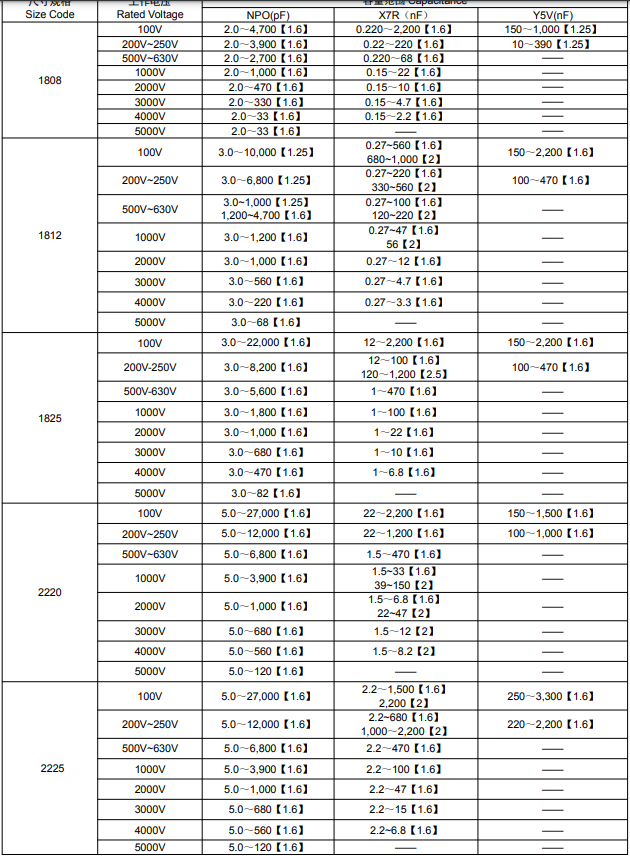 尺寸规格 工作电压 容量范围 Capacitance
Size Code Rated Voltage NPO(pF) X7R（nF） Y5V(nF)
1808
100V 2.0～4,700【1.6】 0.220~2,200【1.6】 150～1,000【1.25】
200V~250V 2.0～3,900【1.6】 0.22～220【1.6】 10~390【1.25】
500V~630V 2.0～2,700【1.6】 0.220~68【1.6】 ——
1000V 2.0～1,000【1.6】 0.15～22【1.6】 ——
2000V 2.0~470【1.6】 0.15～10【1.6】 ——
3000V 2.0～330【1.6】 0.15～4.7【1.6】 ——
4000V 2.0～33【1.6】 0.15～2.2【1.6】 ——
5000V 2.0～33【1.6】 —— ——
1812
100V 3.0～10,000【1.25】 0.27~560【1.6】 150～2,200【1.6】
680~1,000【2】
200V~250V 3.0～6,800【1.25】 0.27~220【1.6】 100～470【1.6】
330~560【2】
500V~630V 3.0~1,000【1.25】 0.27~100【1.6】 ——
1,200~4,700【1.6】 120~220【2】
1000V 3.0～1,200【1.6】 0.27~47【1.6】 ——
56【2】
2000V 3.0～1,000【1.6】 0.27～12【1.6】 ——
3000V 3.0～560【1.6】 0.27～4.7【1.6】 ——
4000V 3.0～220【1.6】 0.27～3.3【1.6】 ——
5000V 3.0～68【1.6】 —— ——
1825
100V 3.0～22,000【1.6】 12～2,200【1.6】 150～2,200【1.6】
200V-250V 3.0～8,200【1.6】 12～100【1.6】 100～470【1.6】
120～1,200【2.5】
500V-630V 3.0～5,600【1.6】 1～470【1.6】 ——
1000V 3.0～1,800【1.6】 1～100【1.6】 ——
2000V 3.0～1,000【1.6】 1～22【1.6】 ——
3000V 3.0～680【1.6】 1～10【1.6】 ——
4000V 3.0～470【1.6】 1～6.8【1.6】 ——
5000V 3.0～82【1.6】 —— ——
2220
100V 5.0～27,000【1.6】 22～2,200【1.6】 150～1,500【1.6】
200V~250V 5.0～12,000【1.6】 22～1,200【1.6】 100～1,000【1.6】
500V~630V 5.0～6,800【1.6】 1.5~470【1.6】 ——
1000V 5.0～3,900【1.6】 1.5~33【1.6】 ——
39~150【2】
2000V 5.0～1,000【1.6】 1.5～6.8【1.6】 ——
22~47【2】
3000V 5.0～680【1.6】 1.5～12【2】 ——
4000V 5.0～560【1.6】 1.5～8.2【2】 ——
5000V 5.0～120【1.6】 —— ——
2225
100V 5.0～27,000【1.6】 2.2～1,500【1.6】 250～3,300【1.6】
2,200【2】
200V~250V 5.0～12,000【1.6】 2.2~680【1.6】 220～2,200【1.6】
1,000～2,200【2】
500V~630V 5.0～6,800【1.6】 2.2~470【1.6】 ——
1000V 5.0～3,900【1.6】 2.2~100【1.6】 ——
2000V 5.0～1,000【1.6】 2.2~47【1.6】 ——
3000V 5.0～680【1.6】 2.2~15【1.6】 ——
4000V 5.0～560【1.6】 2.2~6.8【1.6】 ——
5000V 5.0～120【1.6】 —— ——